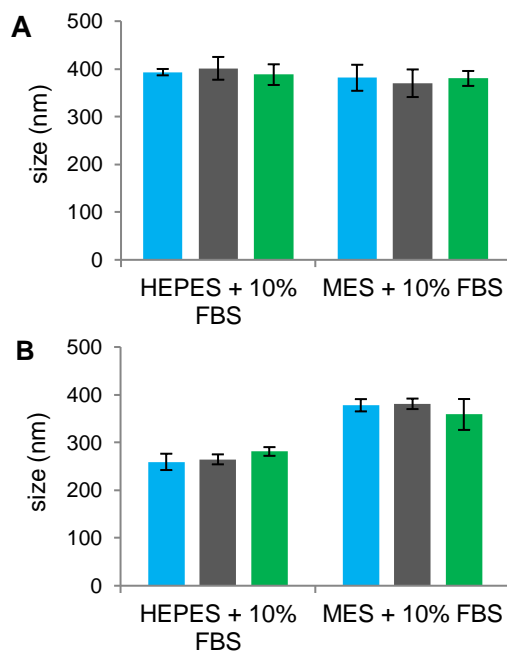 A
size (nm)
500
400
300
200
100
0
HEPES + 10%
FBS
MES + 10% FBS
B
size (nm)
500
400
300
200
100
0
HEPES + 10%
FBS
MES + 10% FBS